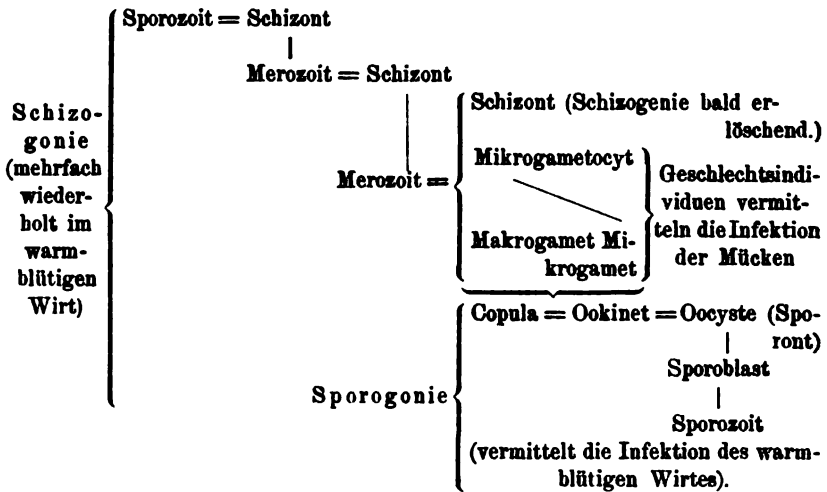 Sporozoit = Schizont
Merozoit = Schizont
Schizo-
gonie
(mehrfach
wieder-
holt im
warm-
blütigen
Wirt)
Merozoit =
Schizont (Schizogenie bald er-
löschend.)
Mikrogametocyt
Makrogamet Mi-
krogamet
Geschlechtsindi-
viduen vermit-
teln die Infektion
der Mücken
Sporogonie
Copula = Ookinet = Oocyste (Spo-
ront)
Sporoblast
Sporozoit
(vermittelt die Infektion des warm-
blütigen Wirtes).